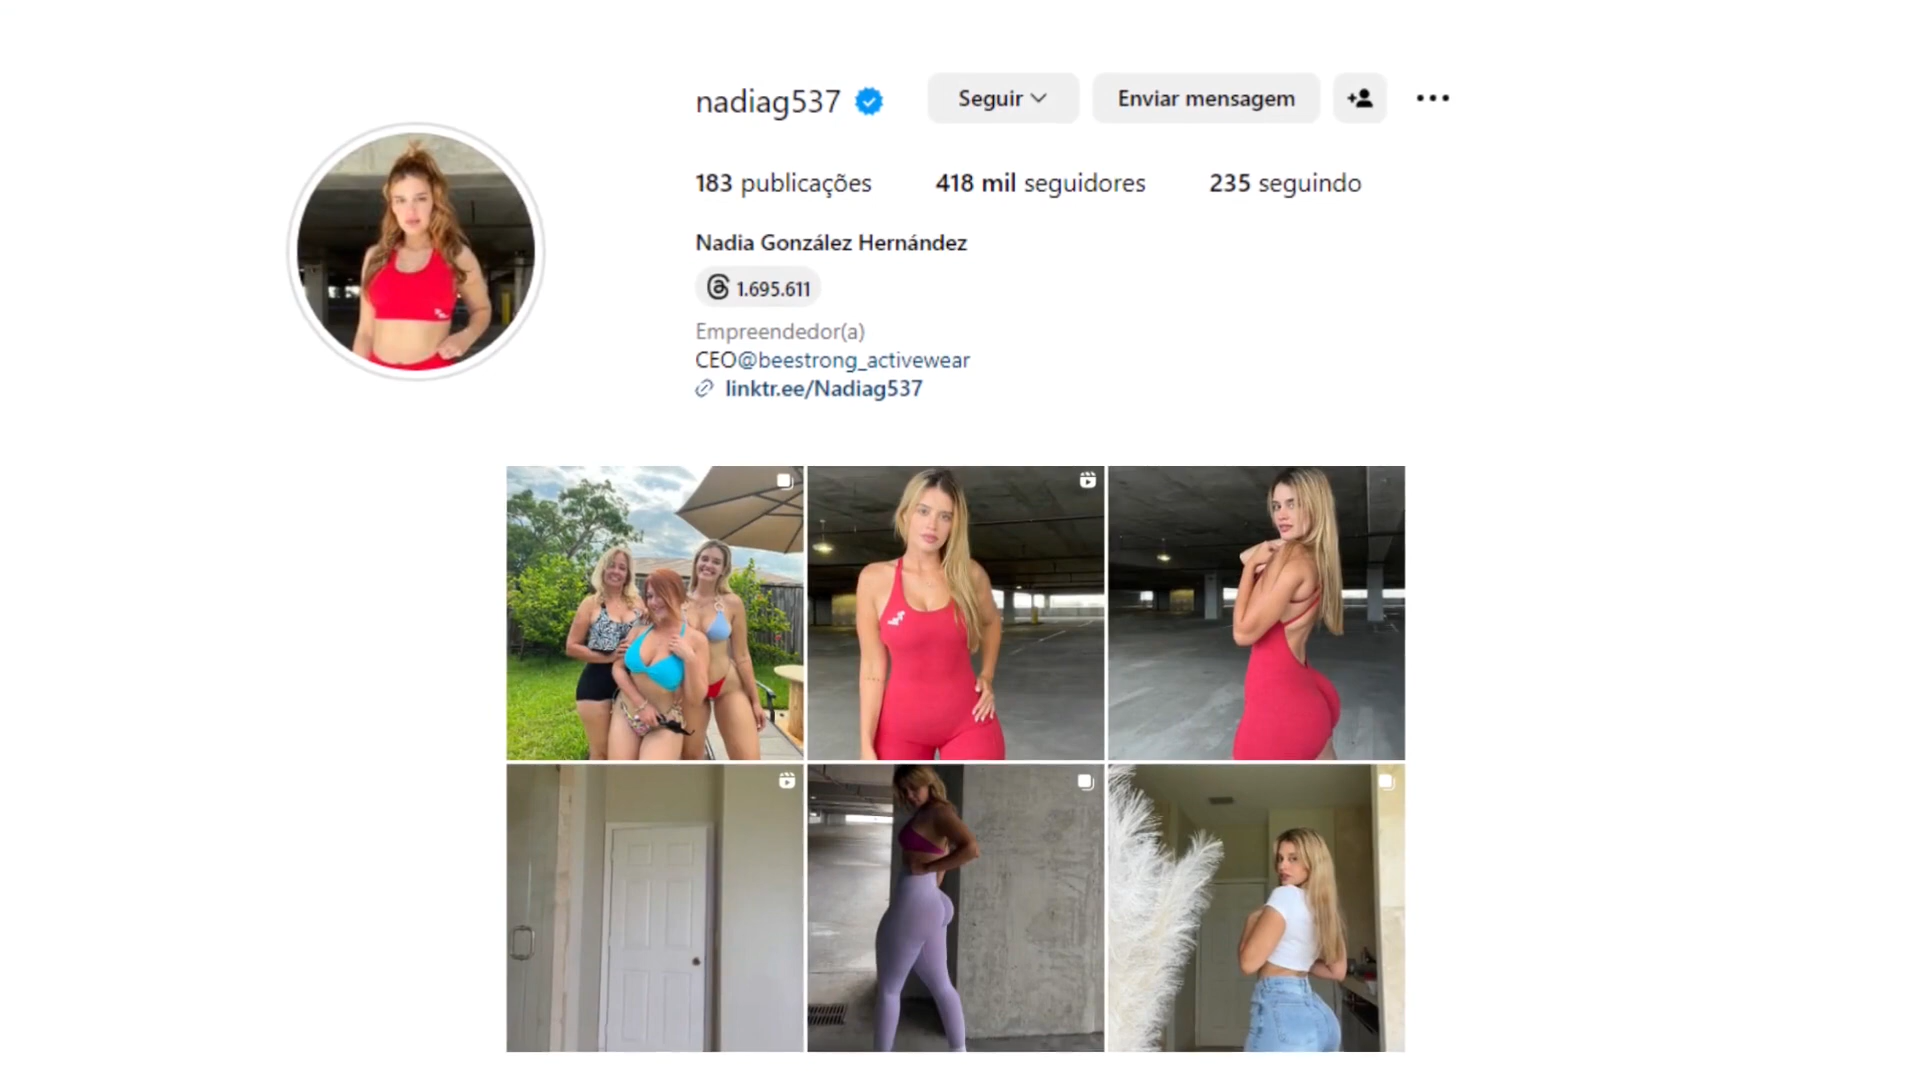 nadiag537 Seguir Enviar mensagem
183 publicações 418 mil seguidores 235 seguindo
Nadia González Hernández
1.695.611
Empreendedor(a)
CEO@beestrong_activewear
linktr.ee/Nadiag537